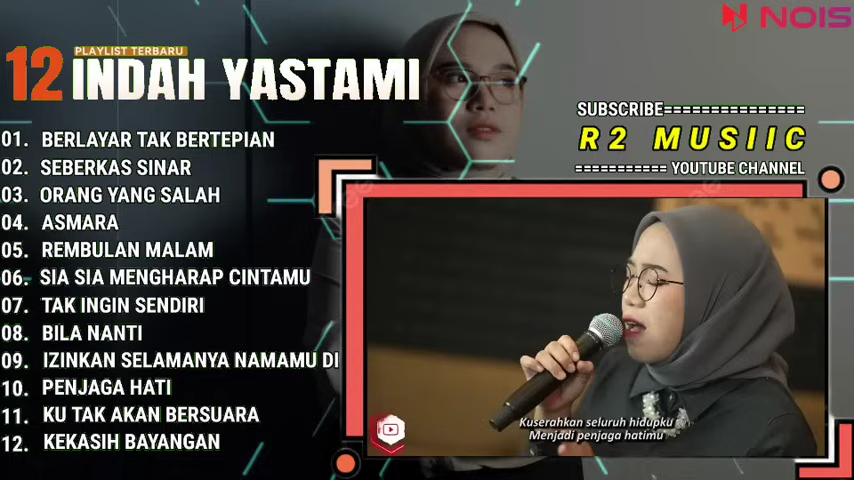 NOIS
PLAYLIST TERBARU
12 INDAH YASTAMI
SUBSCRIBE===============
R2 MUSIIC
=========== YOUTUBE CHANNEL
01. BERLAYAR TAK BERTEPIAN
02. SEBERKAS SINAR
03. ORANG YANG SALAH
04. ASMARA
05. REMBULAN MALAM
06. SIA SIA MENGHARAP CINTAMU
07. TAK INGIN SENDIRI
08. BILA NANTI
09. IZINKAN SELAMANYA NAMAMU DI
10. PENJAGA HATI
11. KU TAK AKAN BERSUARA
12. KEKASIH BAYANGAN
Kuserahkan seluruh hidupku
Menjadi penjaga hatimu